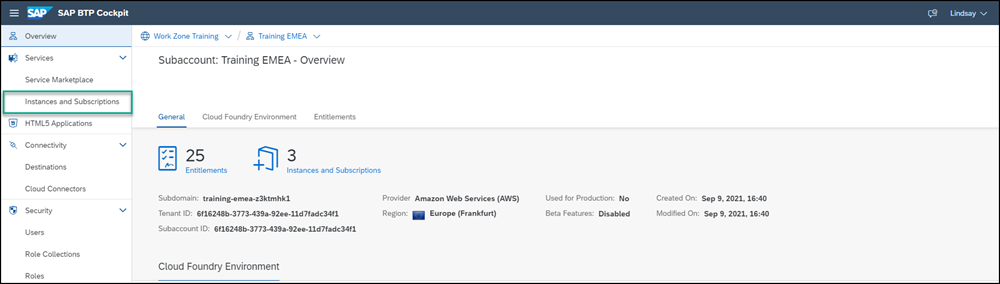 SAP SAP BTP Cockpit
Lindsay
Overview
Services
Service Marketplace
Instances and Subscriptions
HTML5 Applications
Connectivity
Destinations
Cloud Connectors
Security
Users
Role Collections
Roles
Work Zone Training / Training EMEA
Subaccount: Training EMEA - Overview
General Cloud Foundry Environment Entitlements
25
Entitlements
3
Instances and Subscriptions
Subdomain: training-emea-z3ktmhk1
Tenant ID: 6f16248b-3773-439a-92ee-11d7fadc34f1
Subaccount ID: 6f16248b-3773-439a-92ee-11d7fadc34f1
Provider Amazon Web Services (AWS)
Region: Europe (Frankfurt)
Used for Production: No
Beta Features: Disabled
Created On: Sep 9, 2021, 16:40
Modified On: Sep 9, 2021, 16:40
Cloud Foundry Environment